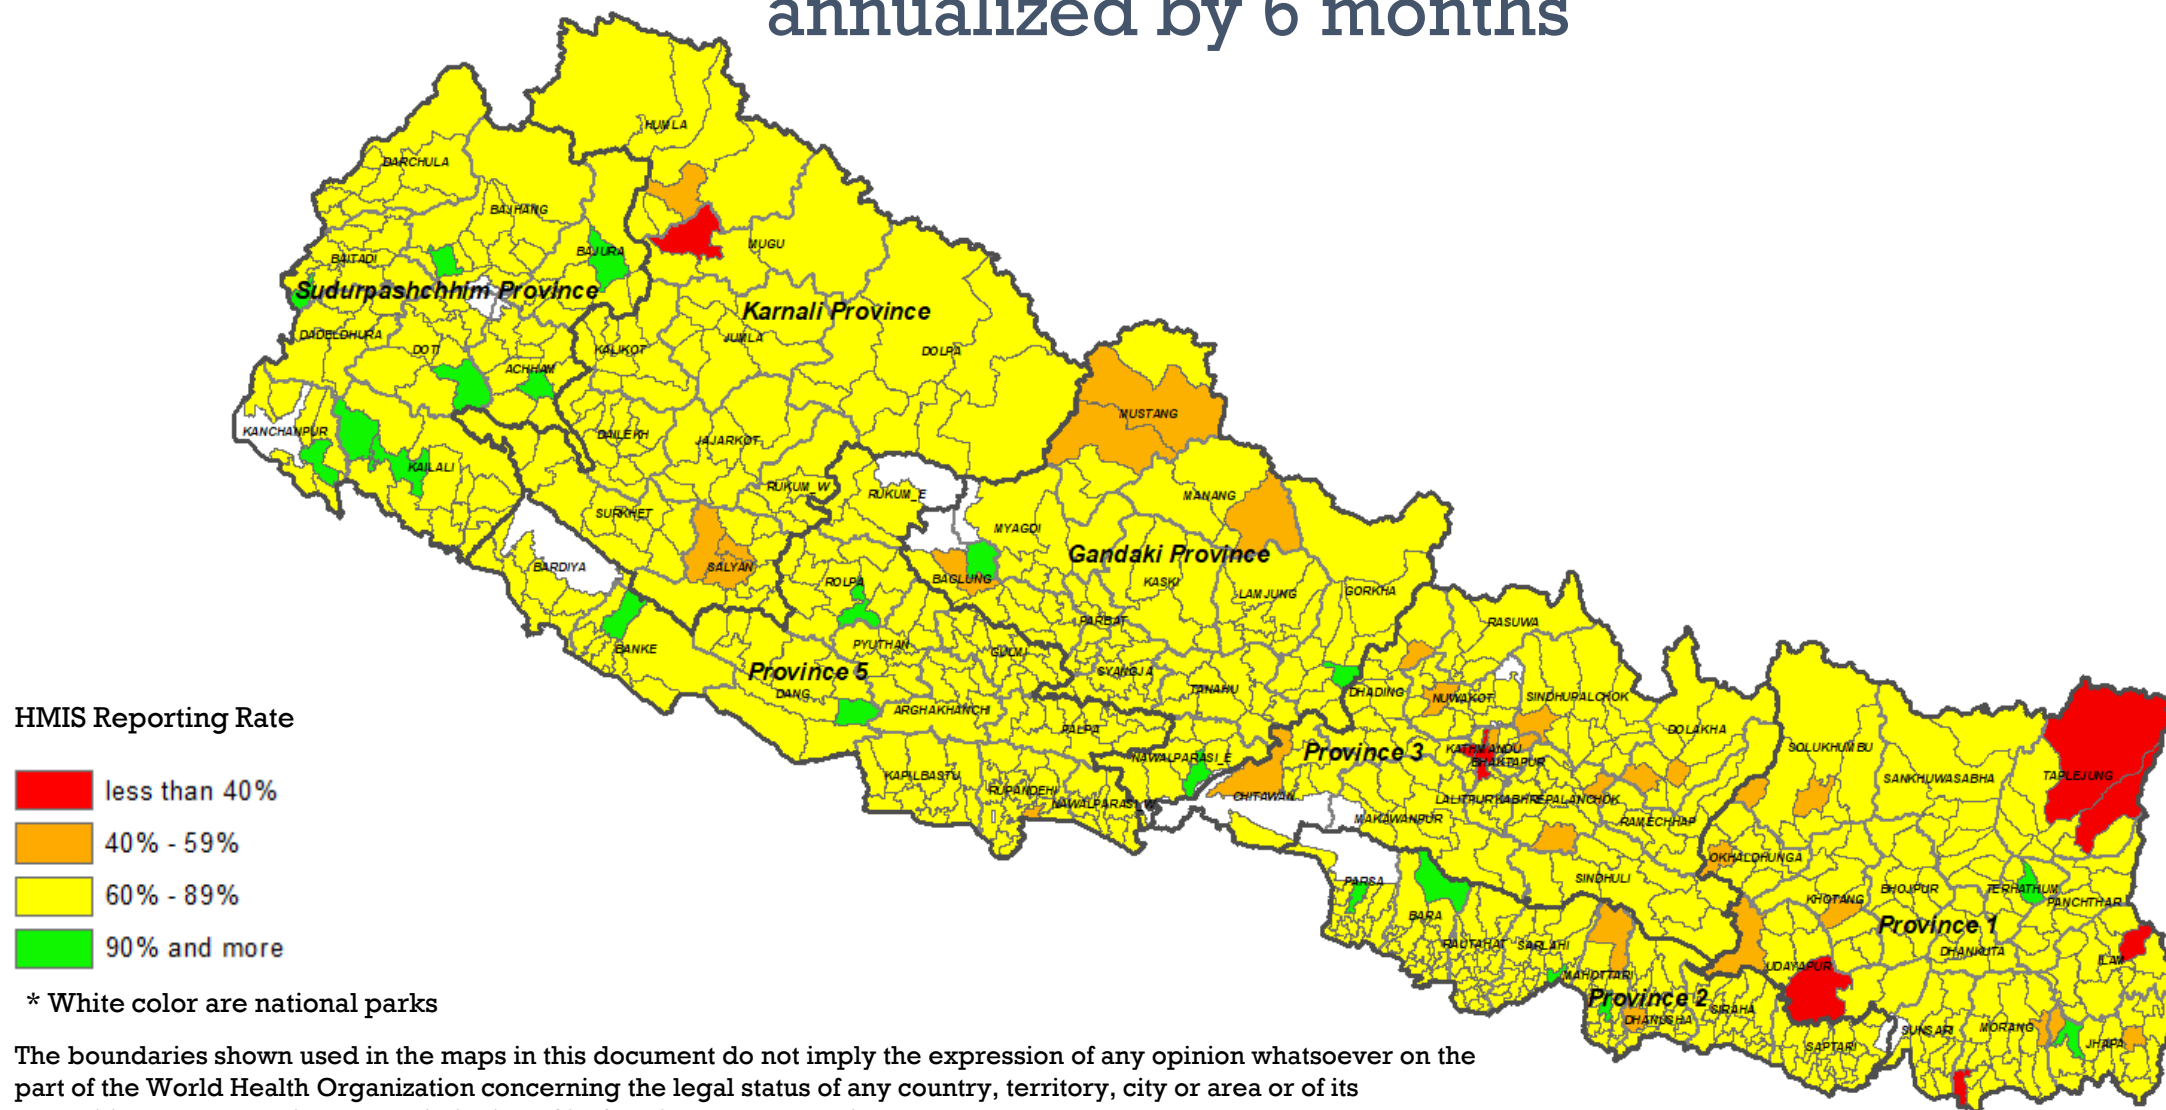 annualized by 6 months
HUMLA
DARCHULA
BAJHANG
BAJURA
MUGU
BAITADI
Sudurpashchhim Province
Karnali Province
DADELDHURA
DOTI
KALIKOT
JUMLA
DOLPA
ACHHAM
MUSTANG
KANCHANPUR
DAILEKH
JAJARKOT
KAILALI
RUKUM_W
RUKUM_E
MANANG
SURKHET
MYAGDI
Gandaki Province
BARDIYA
SALYAN
ROLPA
BAGLUNG
KASKI
LAMJUNG
GORKHA
PARBAT
RASUWA
BANKE
PYUTHAN
GULMI
Province 5
SYANGJA
DANG
TANAHU
DHADING
NUWAKOT
SINDHUPALCHOK
ARGHAKHANCHI
HMIS Reporting Rate
PALPA
DOLAKHA
NAWALPARASI_E
Province 3
KATHMANDU
BHAKTAPUR
SOLUKHUMBU
SANKHUWASABHA
TAPLEJUNG
KAPILBASTU
RUPANDEHI
NAWALPARASI_W
CHITAWAN
LALITPUR
KABHREPALANCHOK
less than 40%
MAKAWANPUR
RAMECHHAP
40% - 59%
OKHALDHUNGA
SINDHULI
PARSA
60% - 89%
BHOJPUR
TERHATHUM
KHOTANG
PANCHTHAR
BARA
Province 1
90% and more
RAUTAHAT
SARLAHI
DHANKUTA
ILAM
MAHOTTARI
UDAYAPUR
* White color are national parks
Province 2
DHANUSHA
SIRAHA
SUNSARI
MORANG
JHAPA
SAPTARI
The boundaries shown used in the maps in this document do not imply the expression of any opinion whatsoever on the
part of the World Health Organization concerning the legal status of any country, territory, city or area or of its